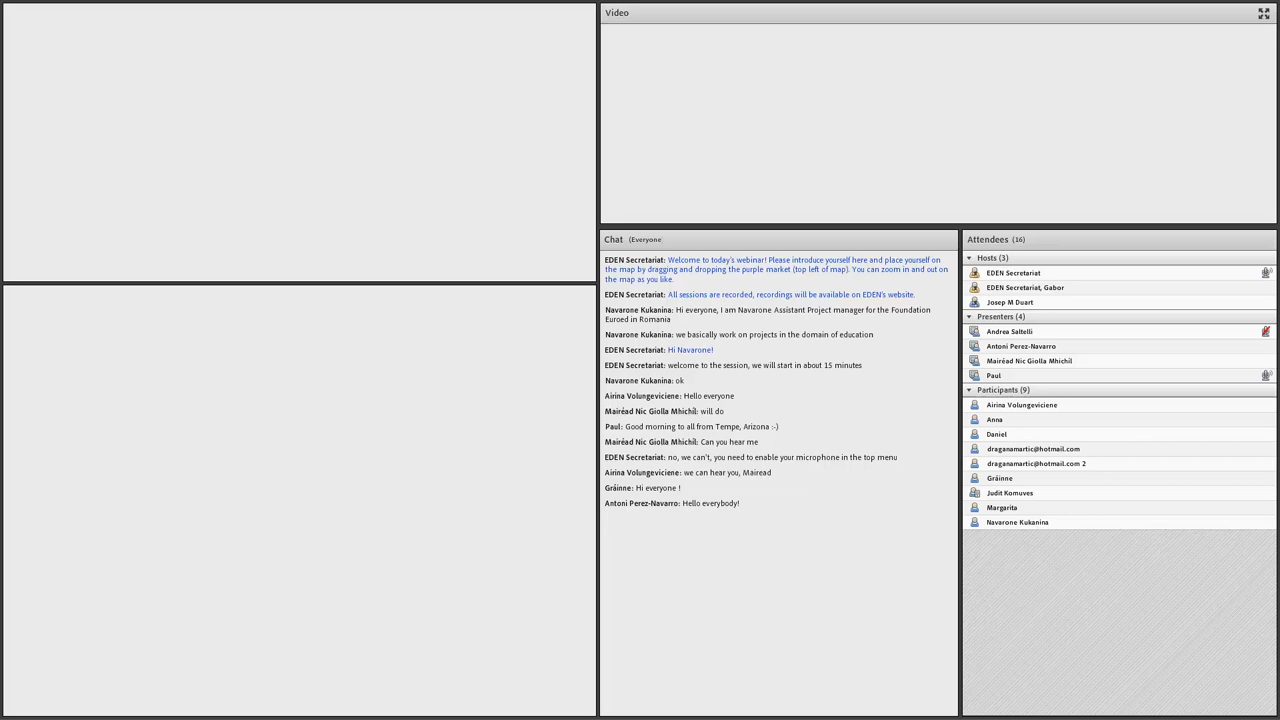 Video
Chat (Everyone
EDEN Secretariat: Welcome to today's webinar! Please introduce yourself here and place yourself on
the map by dragging and dropping the purple market (top left of map). You can zoom in and out on
the map as you like.
EDEN Secretariat: All sessions are recorded, recordings will be available on EDEN's website.
Navarone Kukanina: Hi everyone, I am Navarone Assistant Project manager for the Foundation
Euroed in Romania
Navarone Kukanina: we basically work on projects in the domain of education
EDEN Secretariat: Hi Navarone!
EDEN Secretariat: welcome to the session, we will start in about 15 minutes
Navarone Kukanina: ok
Airina Volungeviciene: Hello everyone
Mairéad Nic Giolla Mhichíl: will do
Paul: Good morning to all from Tempe, Arizona :-)
Mairéad Nic Giolla Mhichíl: Can you hear me
EDEN Secretariat: no, we can't, you need to enable your microphone in the top menu
Airina Volungeviciene: we can hear you, Mairead
Gráinne: Hi everyone !
Antoni Perez-Navarro: Hello everybody!
Attendees (16)
Hosts (3)
EDEN Secretariat
EDEN Secretariat, Gabor
Josep M Duart
Presenters (4)
Andrea Saltelli
Antoni Perez-Navarro
Mairéad Nic Giolla Mhichíl
Paul
Participants (9)
Airina Volungeviciene
Anna
Daniel
draganamartic@hotmail.com
draganamartic@hotmail.com 2
Gráinne
Judit Komuves
Margarita
Navarone Kukanina